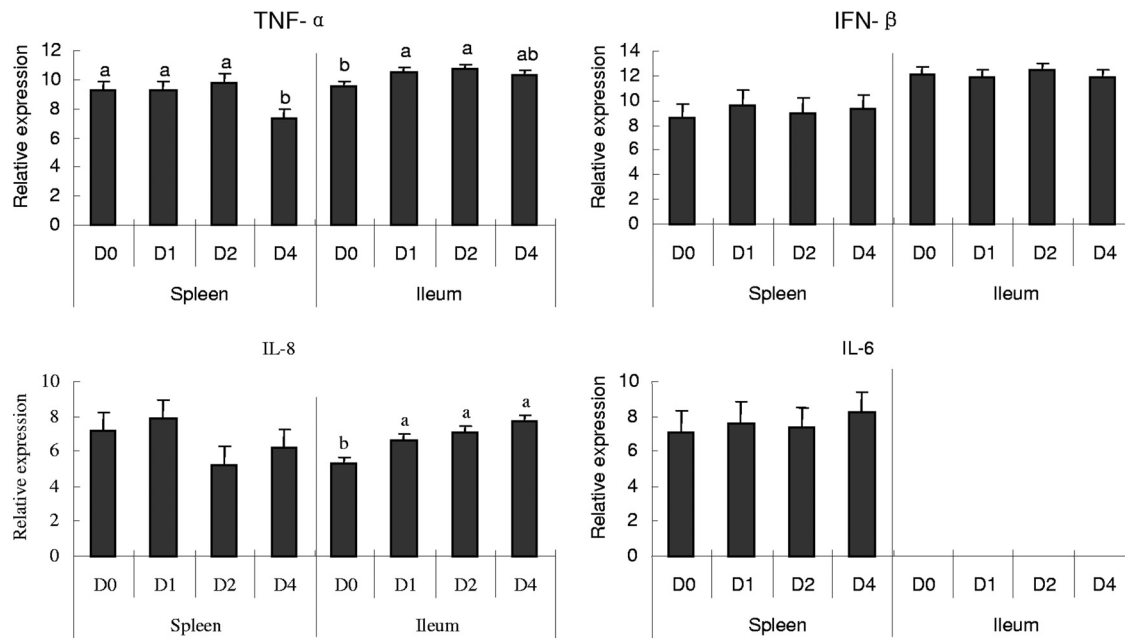 TNF- α
Relative expression
12
10
8
6
4
2
0
a a a b b a a ab
D0 D1 D2 D4 D0 D1 D2 D4
Spleen Ileum
IFN- β
Relative expression
14
12
10
8
6
4
2
0
D0 D1 D2 D4 D0 D1 D2 D4
Spleen Ileum
IL-8
Relative expression
10
8
6
4
2
0
b a a a
D0 D1 D2 D4 D0 D1 D2 D4
Spleen Ileum
IL-6
Relative expression
10
8
6
4
2
0
D0 D1 D2 D4 D0 D1 D2 D4
Spleen Ileum